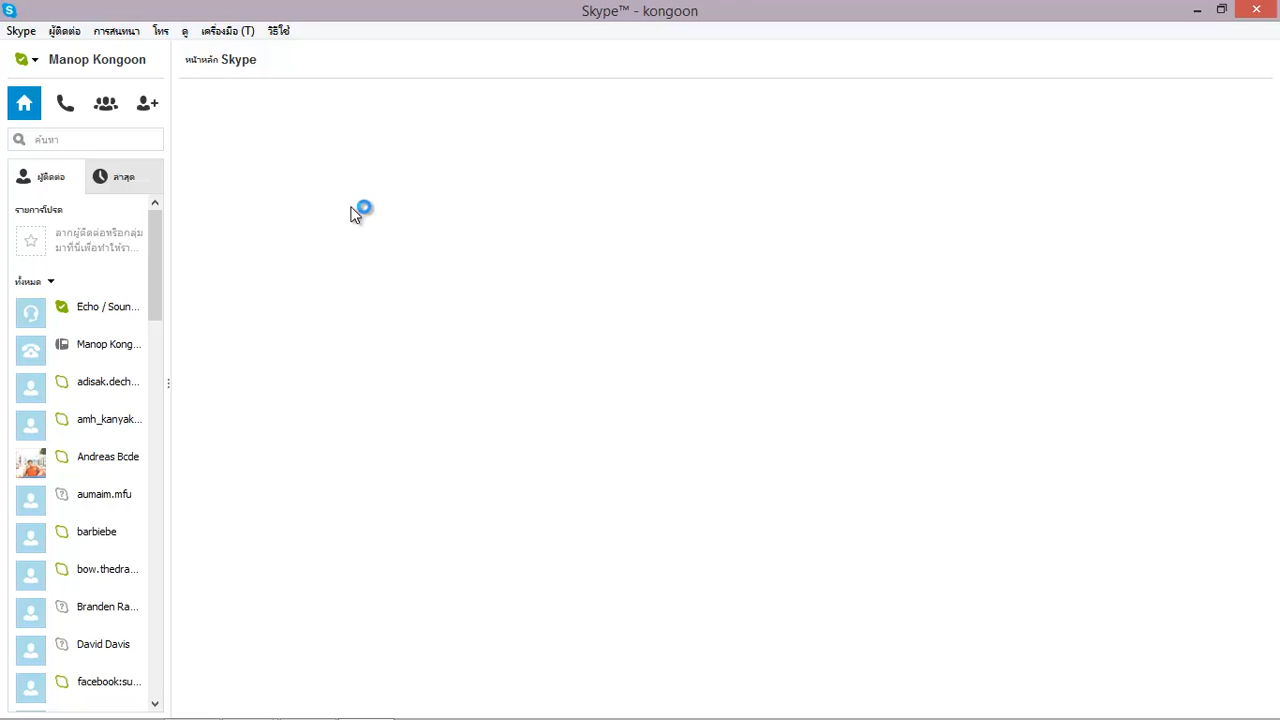 Skype™ - kongoon
Skype ผู้ติดต่อ การสนทนา โทร ดู เครื่องมือ (T) วิธีใช้
Manop Kongoon
หน้าหลัก Skype
ค้นหา
ผู้ติดต่อ ล่าสุด
รายการโปรด
ลากผู้ติดต่อหรือกลุ่ม
มาที่นี่เพื่อทำให้รา...
ทั้งหมด
Echo / Soun...
Manop Kong...
adisak.dech...
amh_kanyak...
Andreas Bcde
aumaim.mfu
barbiebe
bow.thedra...
Branden Ra...
David Davis
facebook:su...